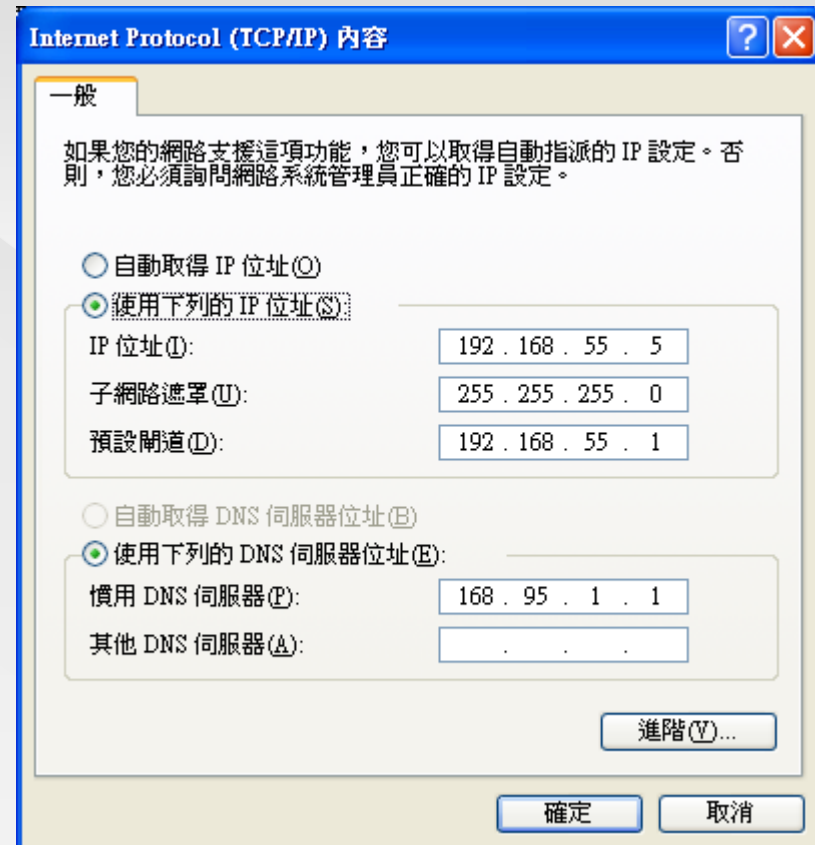 Internet Protocol (TCP/IP) 內容
一般
如果您的網路支援這項功能，您可以取得自動指派的 IP 設定。否
則，您必須詢問網路系統管理員正確的 IP 設定。
自動取得 IP 位址(O)
使用下列的 IP 位址(S):
IP 位址(I): 192 . 168 . 55 . 5
子網路遮罩(U): 255 . 255 . 255 . 0
預設閘道(D): 192 . 168 . 55 . 1
自動取得 DNS 伺服器位址(B)
使用下列的 DNS 伺服器位址(E):
慣用 DNS 伺服器(P): 168 . 95 . 1 . 1
其他 DNS 伺服器(A): . . .
進階(V)...
確定 取消